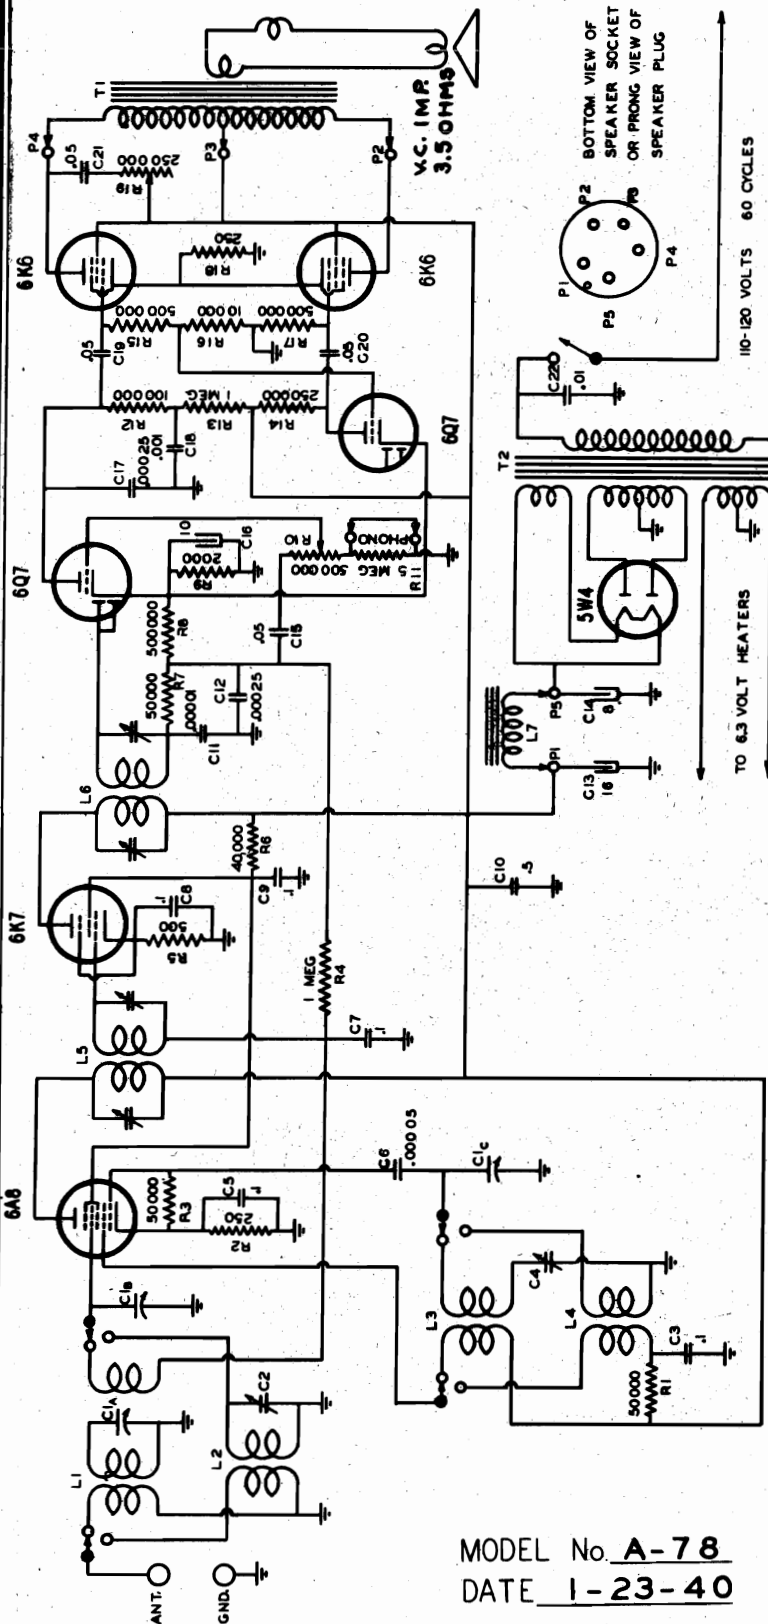 ANT.
GND.
L1
C1A
L2
C2
C1B
6A8
50000
R3
250
R2
C5
.1
L3
C4
L4
C3
.1
50000
R1
C6
.00005
C1C
L5
C7
.1
6K7
500
R5
C8
.1
1 MEG
R4
40,000
R6
C9
.1
L6
C10
.5
C11
.00001
C12
.00025
50000
R7
500000
R8
6Q7
2000
R9
10
C16
.05
C15
500 000
R10
5 MEG
R11
PHONO
C17
.00025
.001
C18
100 000
R12
1 MEG
R13
250,000
R14
6Q7
.05
C19
.05
C20
500 000
R15
10 000
R16
500 000
R17
6K6
6K6
250
R18
250 000
R19
.05
C21
P4
P3
P2
T1
V.C. IMP.
3.5 OHMS
BOTTOM VIEW OF
SPEAKER SOCKET
OR PRONG VIEW OF
SPEAKER PLUG
P1
P2
P3
P4
P5
110-120 VOLTS 60 CYCLES
C22
.01
T2
5W4
L7
P5
P1
C14
8
C13
16
TO 6.3 VOLT HEATERS
MODEL No. A-78
DATE 1-23-40